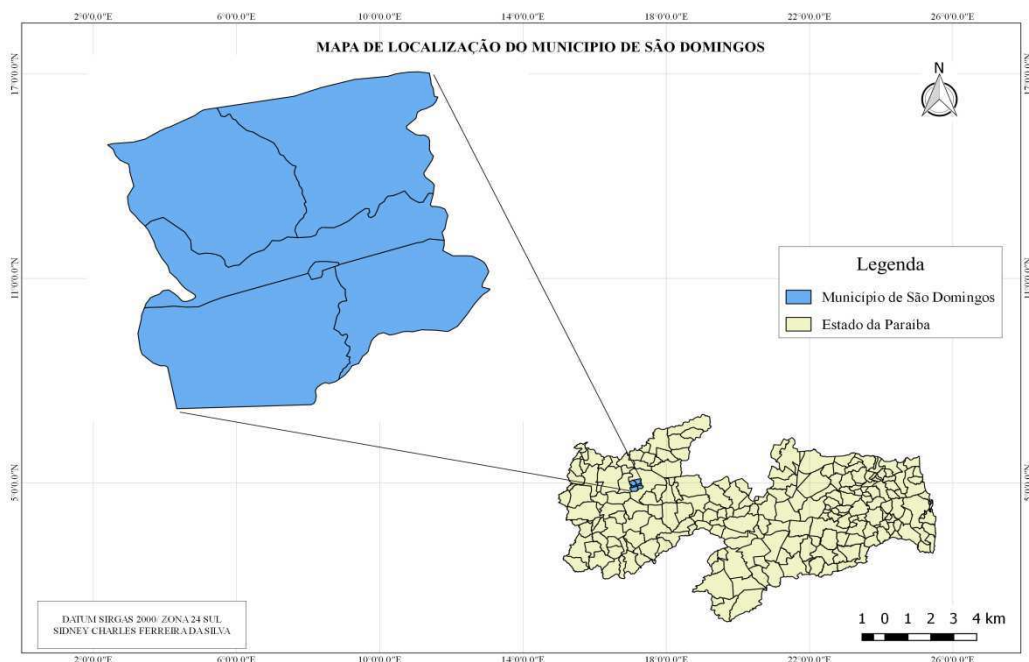 2°0'0.0"E 6°0'0.0"E 10°0'0.0"E 14°0'0.0"E 18°0'0.0"E 22°0'0.0"E 26°0'0.0"E
MAPA DE LOCALIZAÇÃO DO MUNICIPIO DE SÃO DOMINGOS
N
17°0'0.0"N 17°0'0.0"N
11°0'0.0"N 11°0'0.0"N
Legenda
Município de São Domingos
Estado da Paraiba
5°0'0.0"N 5°0'0.0"N
DATUM SIRGAS 2000/ ZONA 24 SUL
SIDNEY CHARLES FERREIRA DA SILVA
1 0 1 2 3 4 km
2°0'0.0"E 6°0'0.0"E 10°0'0.0"E 14°0'0.0"E 18°0'0.0"E 22°0'0.0"E 26°0'0.0"E